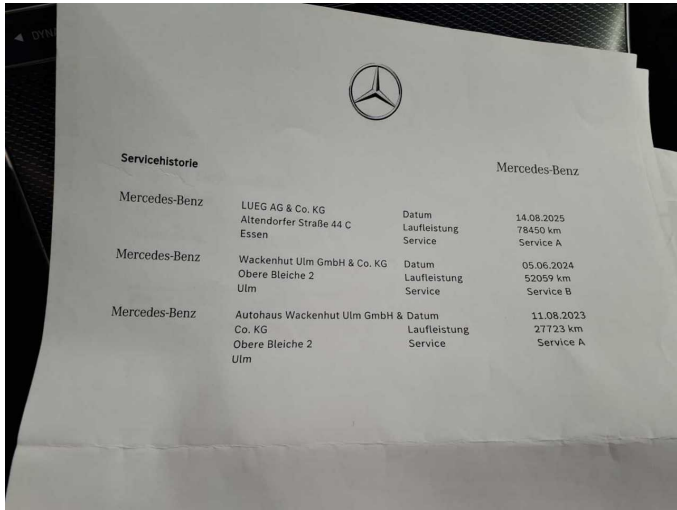 ◄ DYNA
Servicehistorie
Mercedes-Benz
Mercedes-Benz LUEG AG & Co. KG Datum 14.08.2025
Altendorfer Straße 44 C Laufleistung 78450 km
Essen Service Service A
Mercedes-Benz Wackenhut Ulm GmbH & Co. KG Datum 05.06.2024
Obere Bleiche 2 Laufleistung 52059 km
Ulm Service Service B
Mercedes-Benz Autohaus Wackenhut Ulm GmbH & Datum 11.08.2023
Co. KG Laufleistung 27723 km
Obere Bleiche 2 Service Service A
Ulm